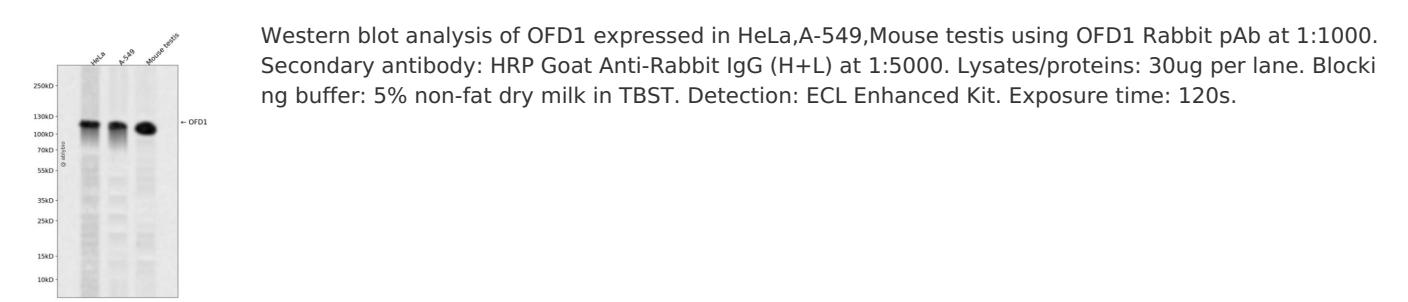 Western blot analysis of OFD1 expressed in HeLa,A-549,Mouse testis using OFD1 Rabbit pAb at 1:1000.
Secondary antibody: HRP Goat Anti-Rabbit IgG (H+L) at 1:5000. Lysates/proteins: 30ug per lane. Blocki
ng buffer: 5% non-fat dry milk in TBST. Detection: ECL Enhanced Kit. Exposure time: 120s.
HeLa
A-549
Mouse testis
250kD
130kD
100kD
70kD
55kD
35kD
25kD
15kD
10kD
← OFD1